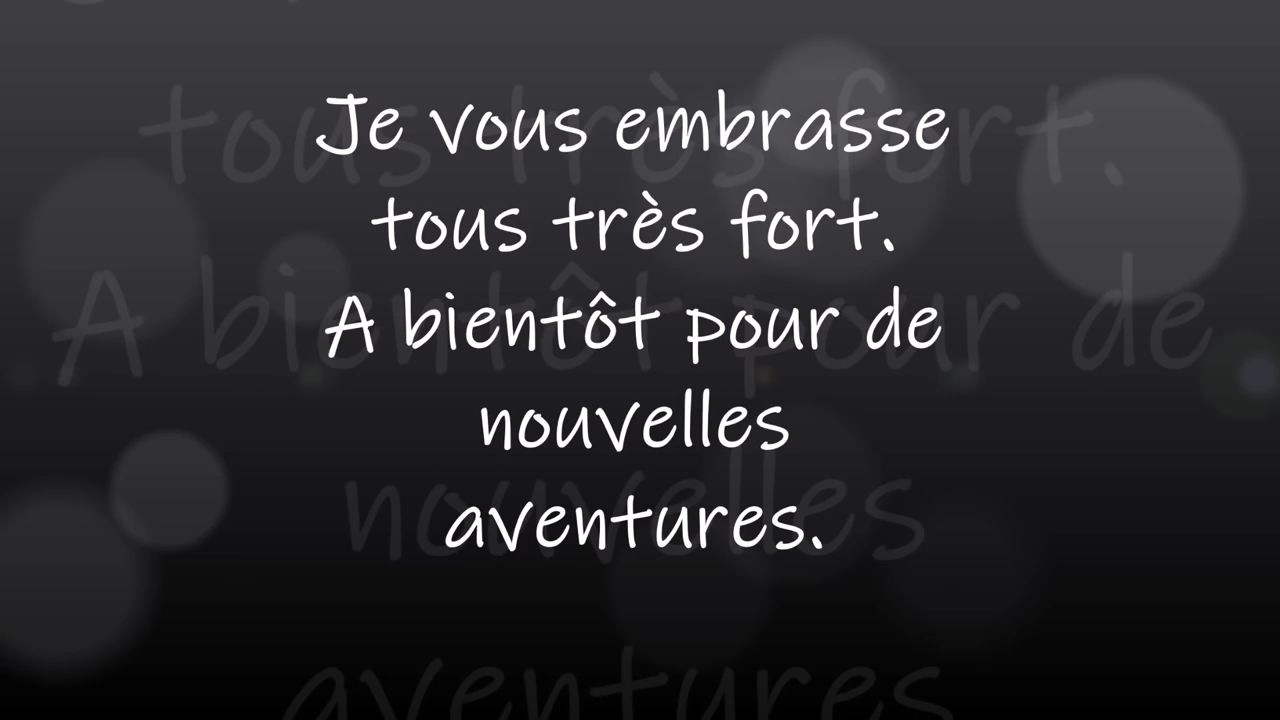 Je vous embrasse
tous très fort.
A bientôt pour de
nouvelles
aventures.